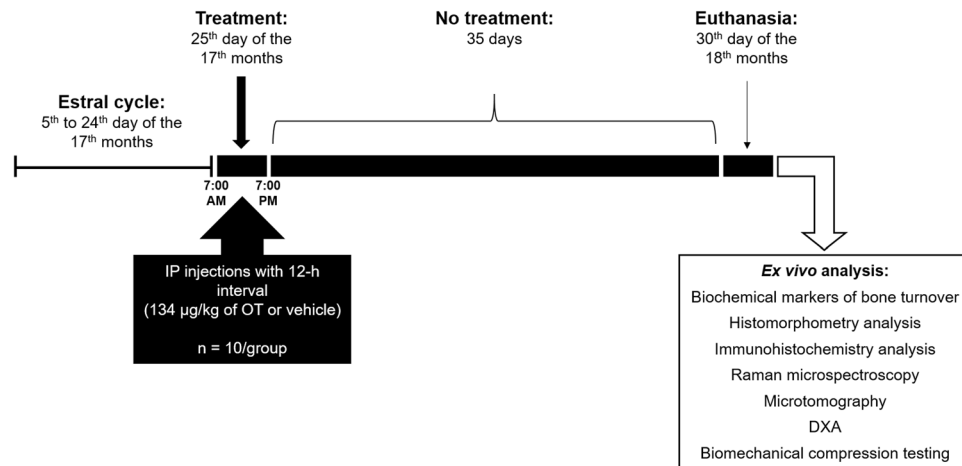 Treatment:
25th day of the
17th months
No treatment:
35 days
Euthanasia:
30th day of the
18th months
Estral cycle:
5th to 24th day of the
17th months
7:00
AM
7:00
PM
IP injections with 12-h
interval
(134 µg/kg of OT or vehicle)
n = 10/group
Ex vivo analysis:
Biochemical markers of bone turnover
Histomorphometry analysis
Immunohistochemistry analysis
Raman microspectroscopy
Microtomography
DXA
Biomechanical compression testing